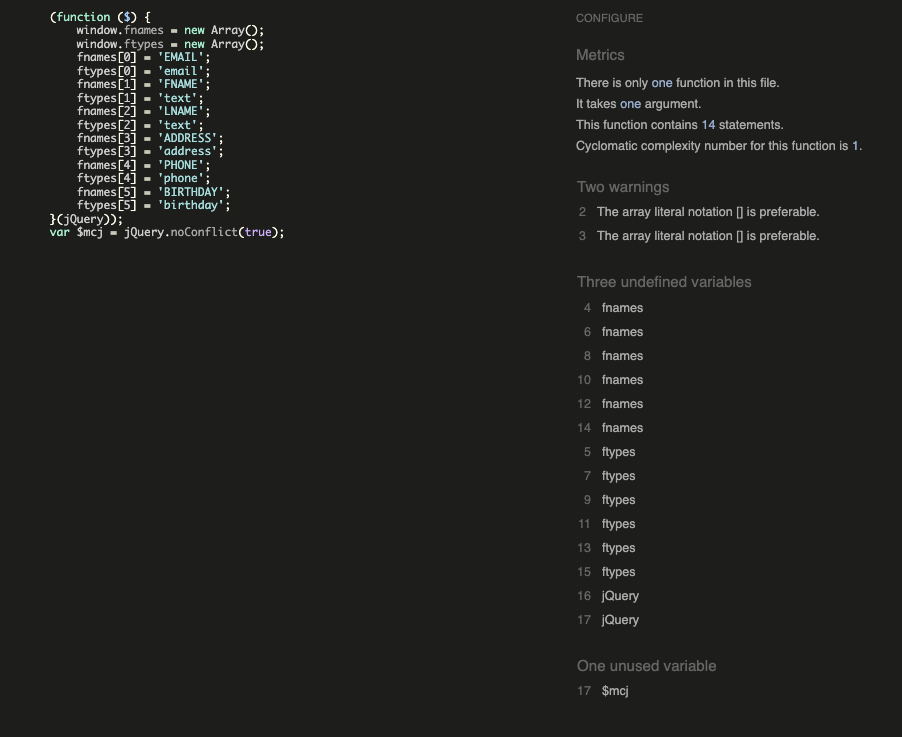 (function ($) {
    window.fnames = new Array();
    window.ftypes = new Array();
    fnames[0] = 'EMAIL';
    ftypes[0] = 'email';
    fnames[1] = 'FNAME';
    ftypes[1] = 'text';
    fnames[2] = 'LNAME';
    ftypes[2] = 'text';
    fnames[3] = 'ADDRESS';
    ftypes[3] = 'address';
    fnames[4] = 'PHONE';
    ftypes[4] = 'phone';
    fnames[5] = 'BIRTHDAY';
    ftypes[5] = 'birthday';
}(jQuery));
var $mcj = jQuery.noConflict(true);
CONFIGURE
Metrics
There is only one function in this file.
It takes one argument.
This function contains 14 statements.
Cyclomatic complexity number for this function is 1.
Two warnings
2 The array literal notation [] is preferable.
3 The array literal notation [] is preferable.
Three undefined variables
4 fnames
6 fnames
8 fnames
10 fnames
12 fnames
14 fnames
5 ftypes
7 ftypes
9 ftypes
11 ftypes
13 ftypes
15 ftypes
16 jQuery
17 jQuery
One unused variable
17 $mcj